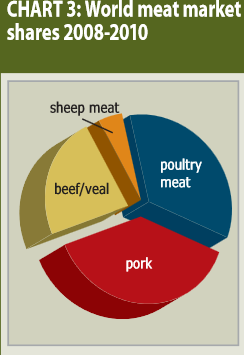 CHART 3: World meat market
shares 2008-2010
sheep meat
poultry
meat
beef/veal
pork